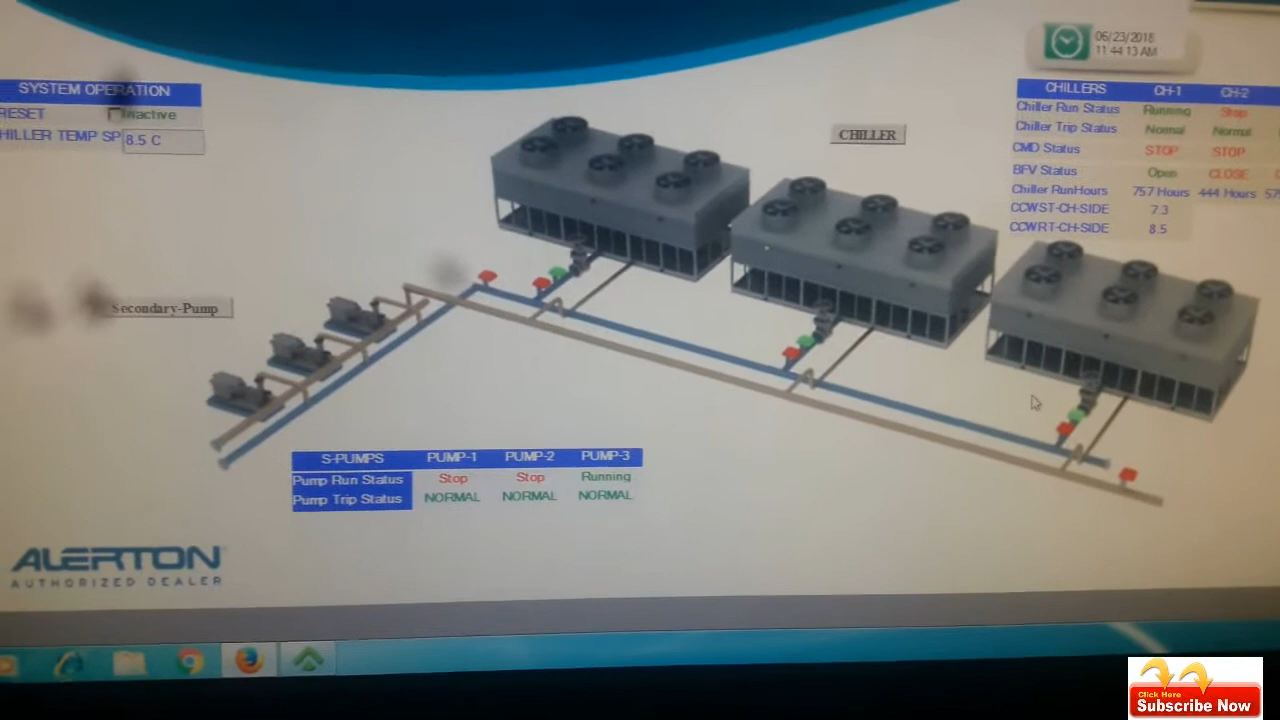 06/23/2018
11 44 13 AM
SYSTEM OPERATION
RESET Inactive
HILLER TEMP SP 8.5 C
CHILLER
CHILLERS CH-1 CH-2
Chiller Run Status Running Stop
Chiller Trip Status Normal Normal
CMD Status STOP STOP
BFV Status Open CLOSE
Chiller RunHours 757 Hours 444 Hours
CCWST-CH-SIDE 7.3
CCWRT-CH-SIDE 8.5
Secondary-Pump
S-PUMPS PUMP-1 PUMP-2 PUMP-3
Pump Run Status Stop Stop Running
Pump Trip Status NORMAL NORMAL NORMAL
ALERTON
AUTHORIZED DEALER
Click Here
Subscribe Now